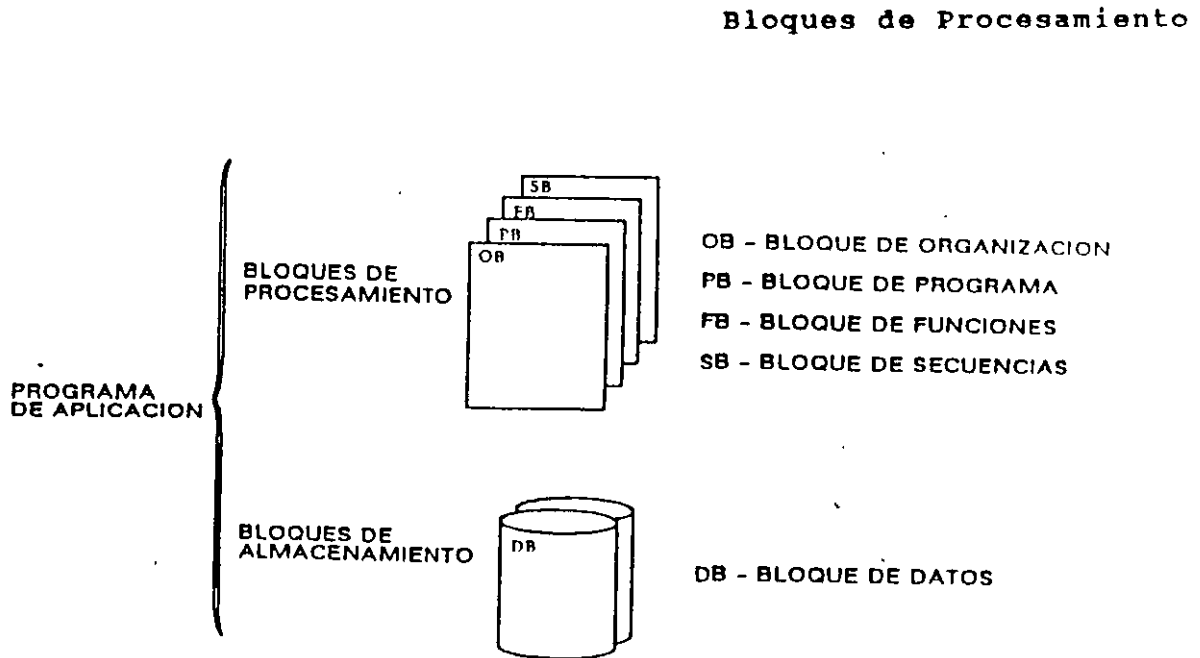 Bloques de Procesamiento
SB
FB
PB
OB
BLOQUES DE
PROCESAMIENTO
OB - BLOQUE DE ORGANIZACION
PB - BLOQUE DE PROGRAMA
FB - BLOQUE DE FUNCIONES
SB - BLOQUE DE SECUENCIAS
PROGRAMA
DE APLICACION
BLOQUES DE
ALMACENAMIENTO
DB
DB - BLOQUE DE DATOS